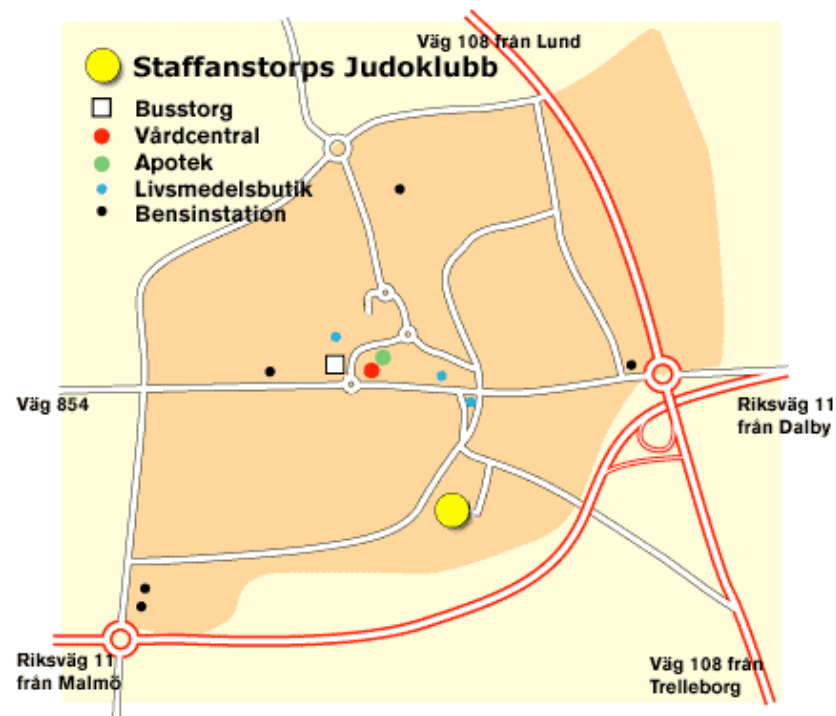 Väg 108 från Lund
Staffanstorps Judoklubb
Busstorg
Vårdcentral
Apotek
Livsmedelsbutik
Bensinstation
Väg 854
Riksväg 11
från Dalby
Riksväg 11
från Malmö
Väg 108 från
Trelleborg